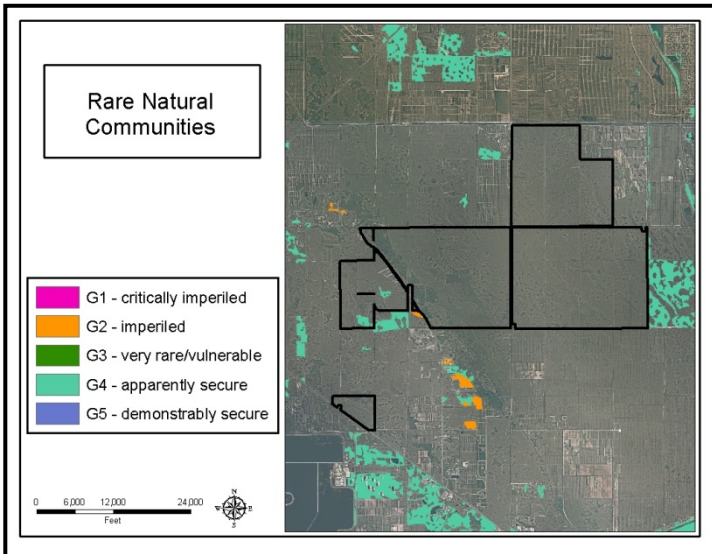 Rare Natural
Communities
G1 - critically imperiled
G2 - imperiled
G3 - very rare/vulnerable
G4 - apparently secure
G5 - demonstrably secure
0 6,000 12,000 24,000
Feet
N
W E
S